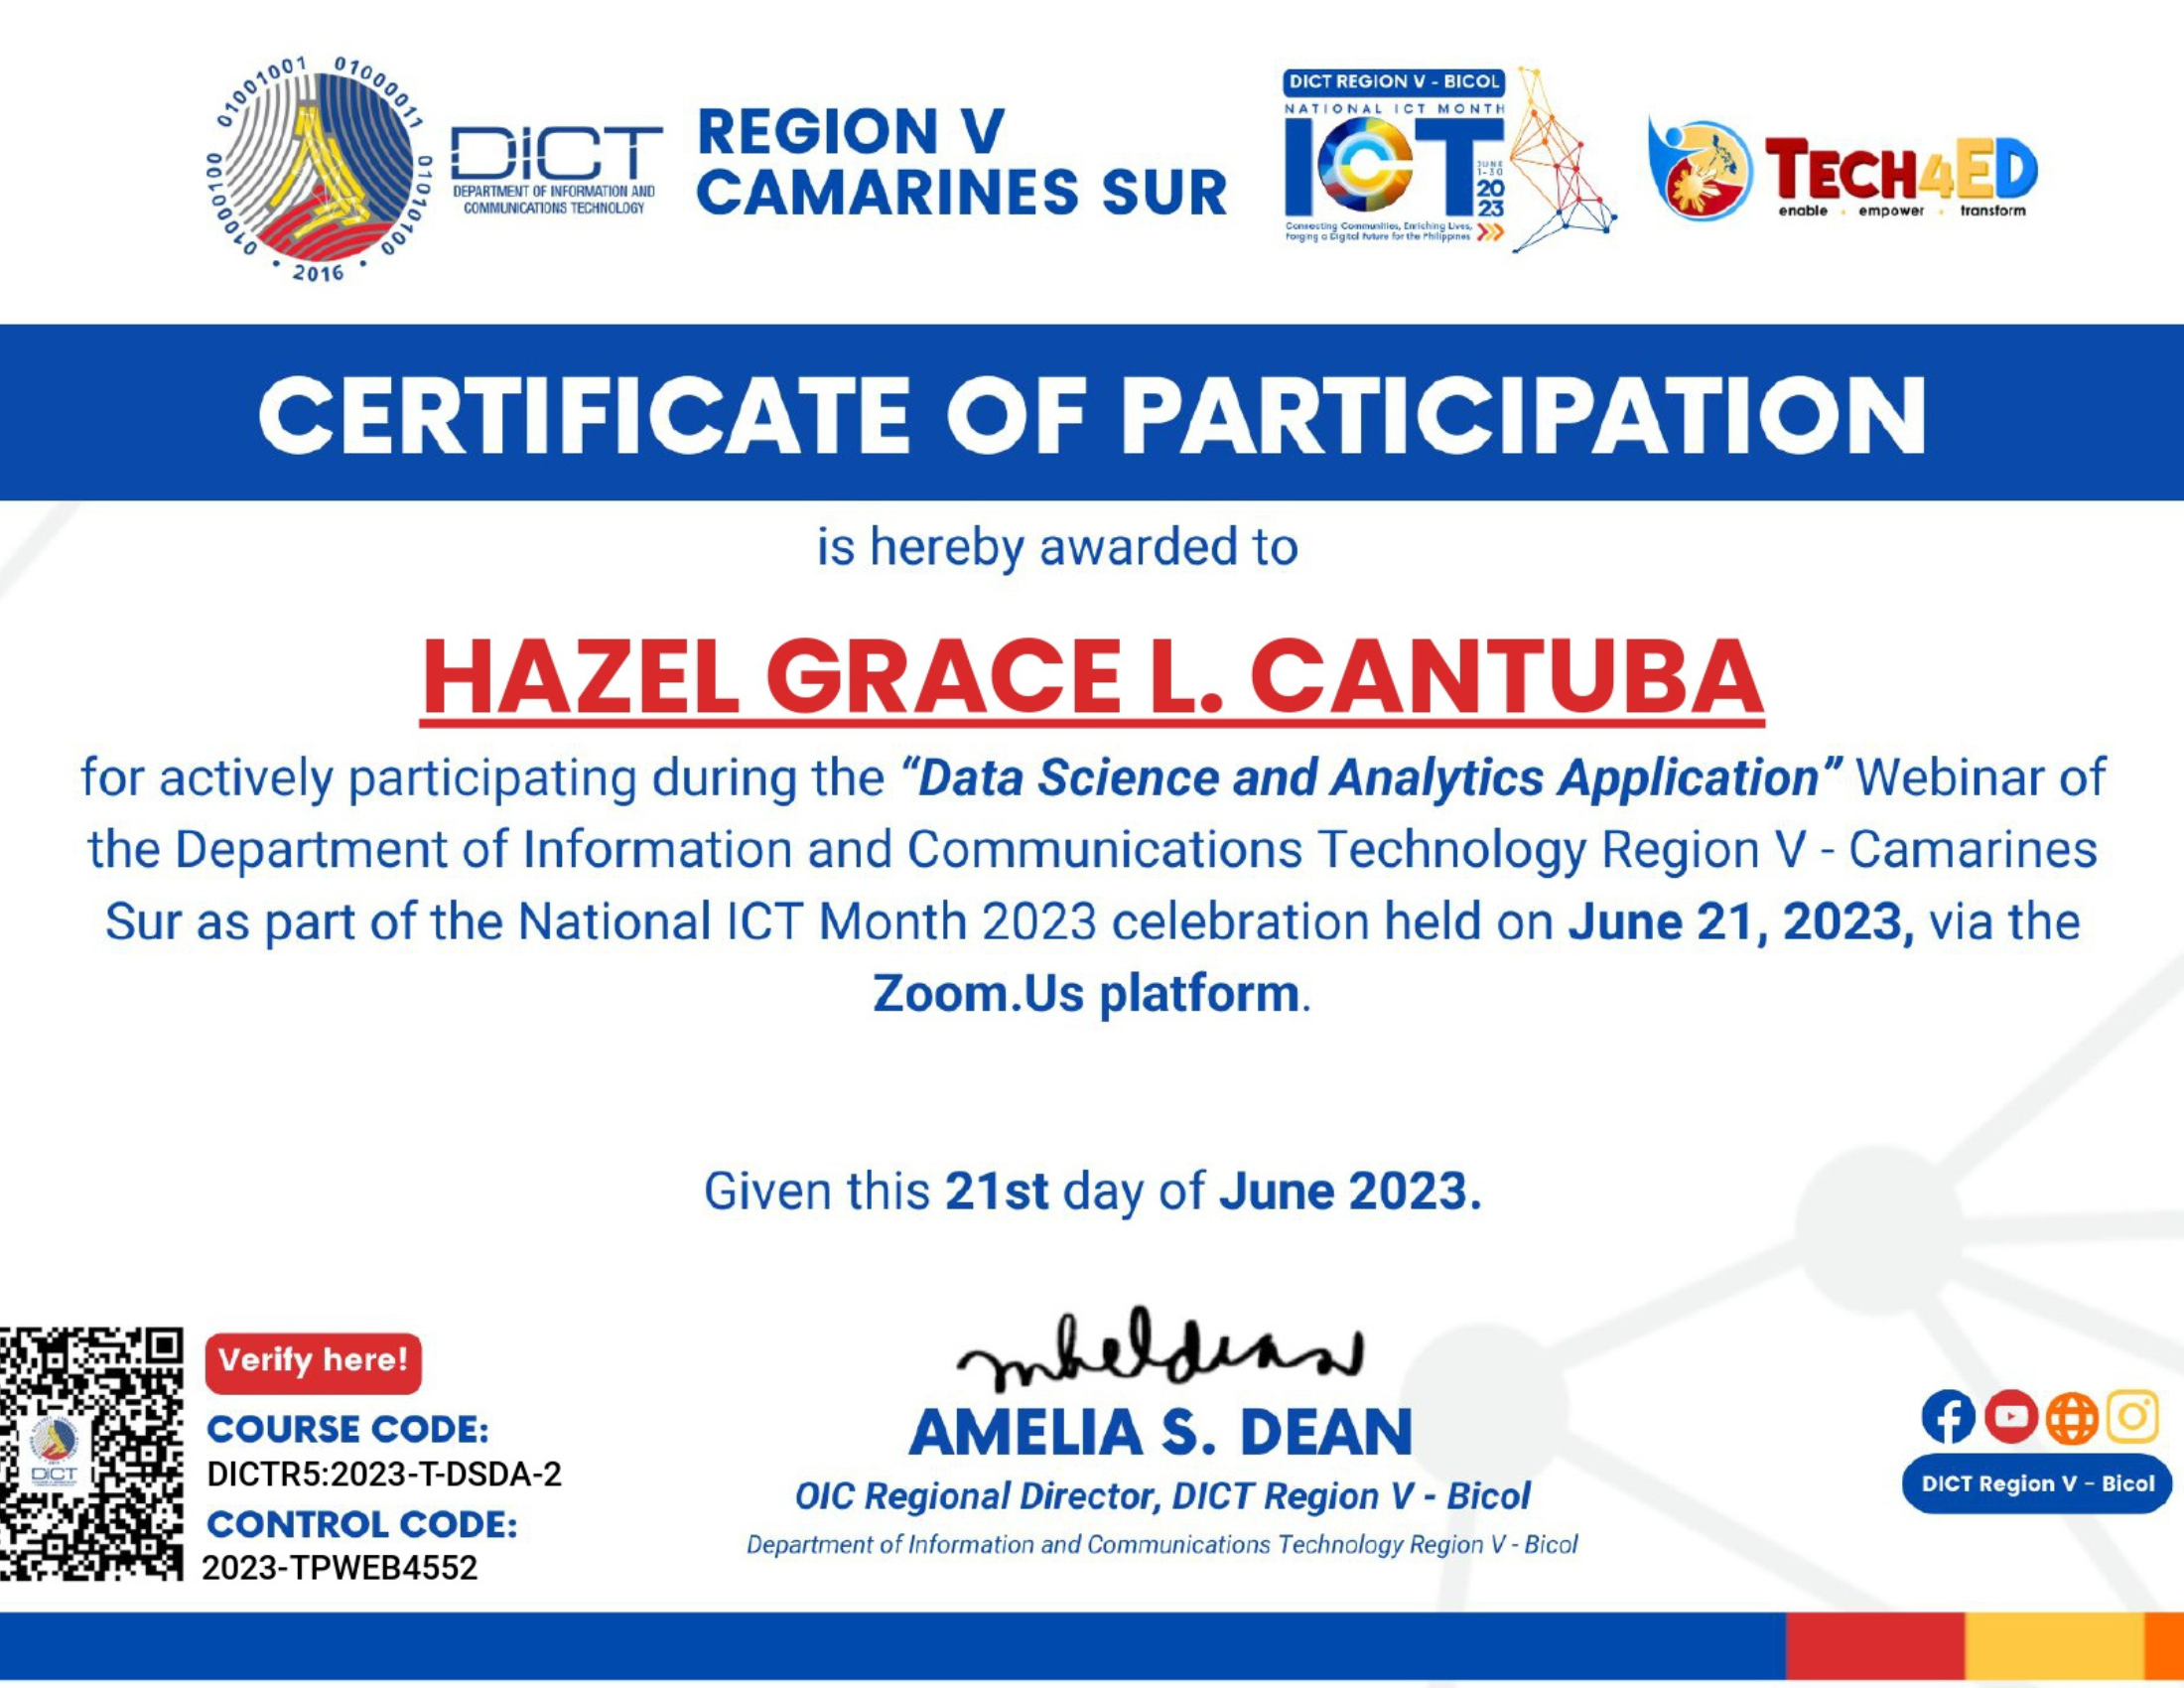 01001001 01000011
01000100
01010100
2016
DICT
DEPARTMENT OF INFORMATION AND
COMMUNICATIONS TECHNOLOGY
REGION V
CAMARINES SUR
DICT REGION V - BICOL
NATIONAL ICT MONTH
ICT
JUNE
1-30
20
23
Connecting Communities, Enriching Lives,
Forging a Digital Future for the Philippines
TECH4ED
enable . empower . transform
CERTIFICATE OF PARTICIPATION
is hereby awarded to
HAZEL GRACE L. CANTUBA
for actively participating during the “Data Science and Analytics Application” Webinar of
the Department of Information and Communications Technology Region V - Camarines
Sur as part of the National ICT Month 2023 celebration held on June 21, 2023, via the
Zoom.Us platform.
Given this 21st day of June 2023.
Verify here!
COURSE CODE:
DICTR5:2023-T-DSDA-2
CONTROL CODE:
2023-TPWEB4552
DICT
AMELIA S. DEAN
OIC Regional Director, DICT Region V - Bicol
Department of Information and Communications Technology Region V - Bicol
DICT Region V - Bicol